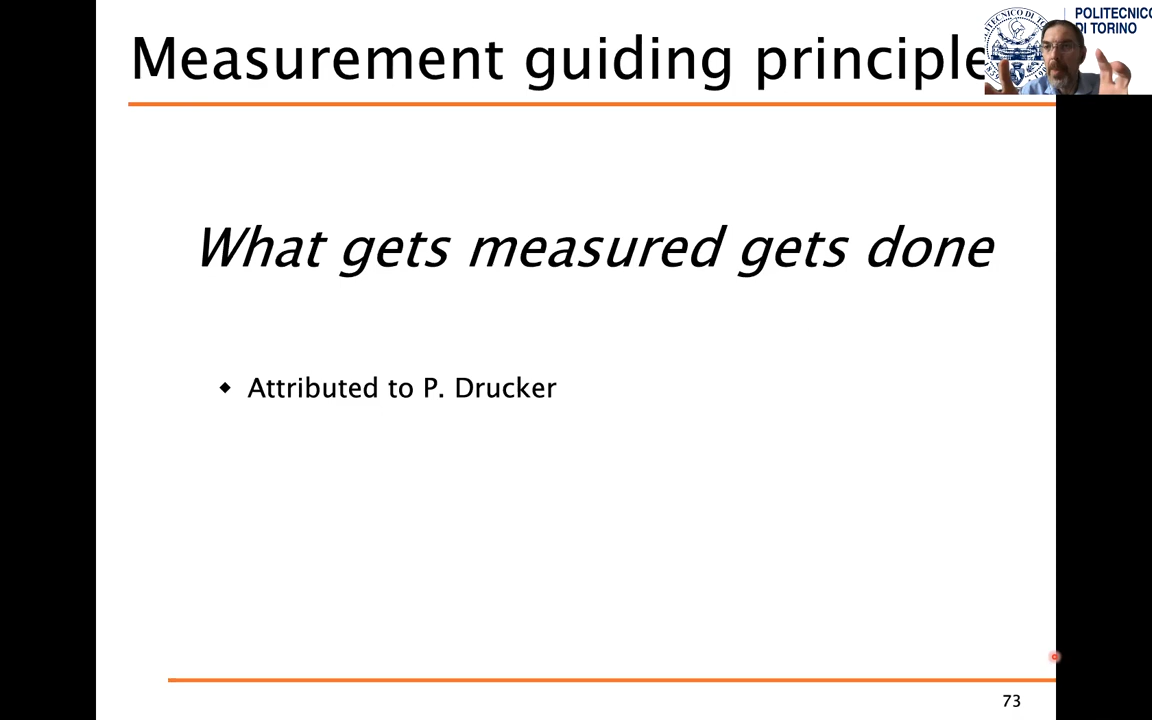 Measurement guiding principle
POLITECNICO
DI TORINO
What gets measured gets done
Attributed to P. Drucker
73